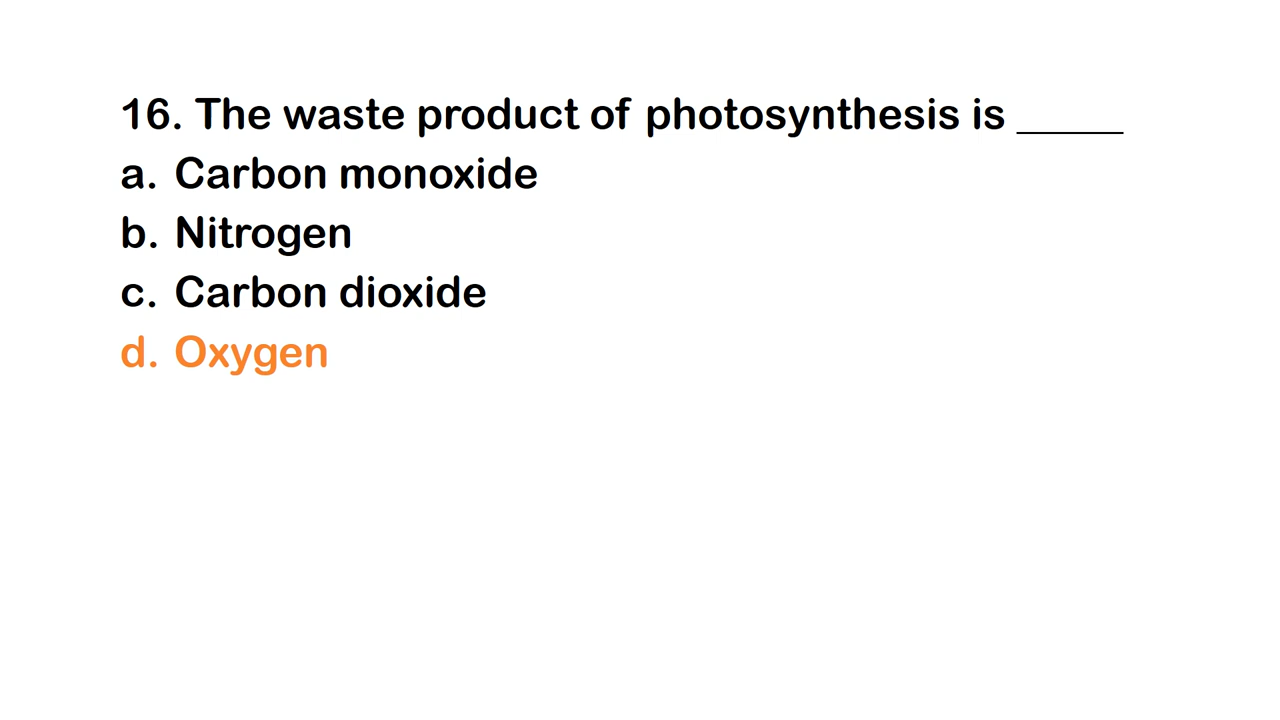 16. The waste product of photosynthesis is _____
a. Carbon monoxide
b. Nitrogen
c. Carbon dioxide
d. Oxygen